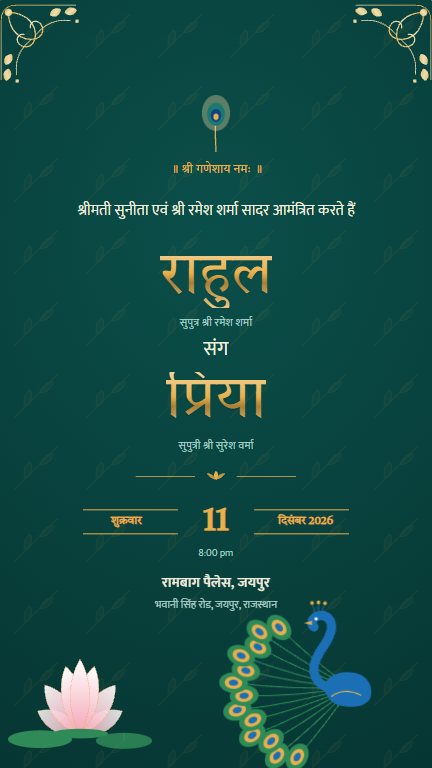 ॥ श्री गणेशाय नमः ॥
श्रीमती सुनीता एवं श्री रमेश शर्मा सादर आमंत्रित करते हैं
राहुल
सुपुत्र श्री रमेश शर्मा
संग
प्रिया
सुपुत्री श्री सुरेश वर्मा
शुक्रवार 11 दिसंबर 2026
8:00 pm
रामबाग पैलेस, जयपुर
भवानी सिंह रोड, जयपुर, राजस्थान